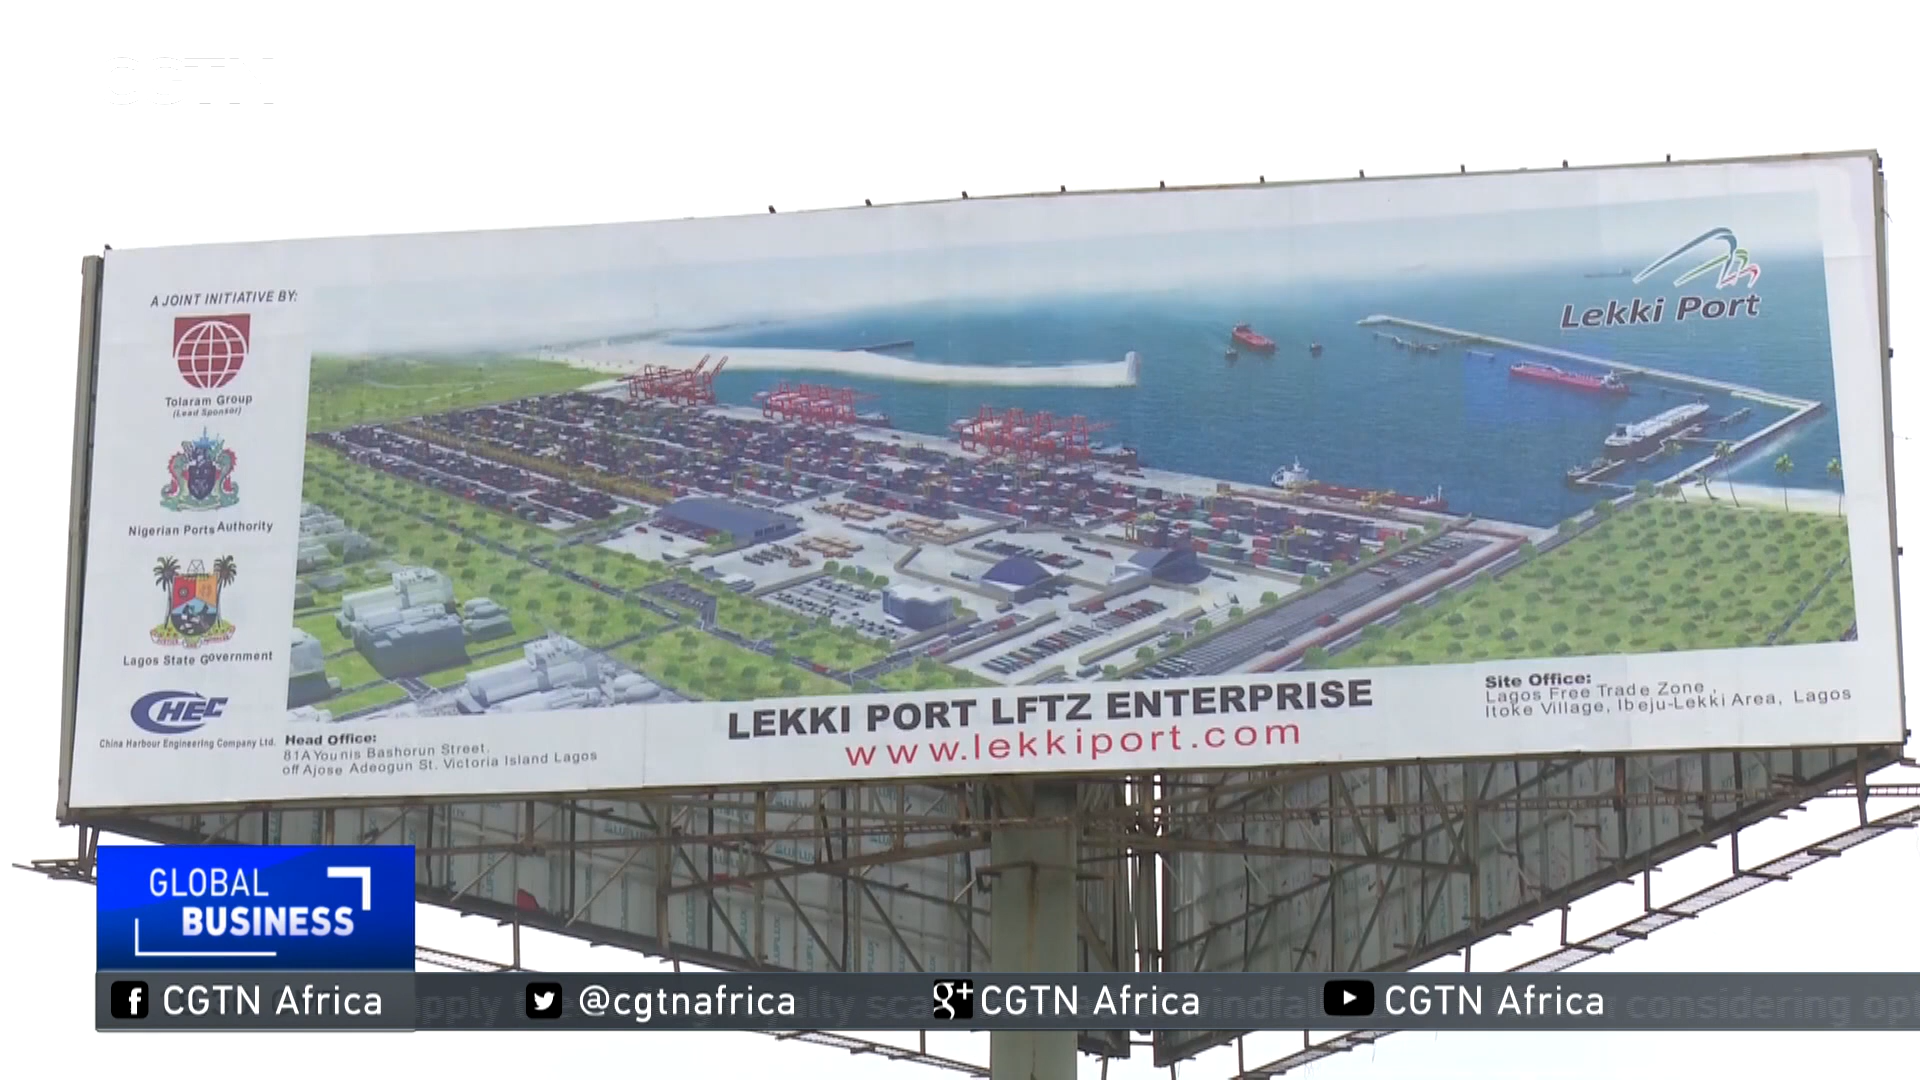 CGTN
A JOINT INITIATIVE BY:
Tolaram Group
(Lead Sponsor)
Nigerian Ports Authority
Lagos State Government
CHEC
China Harbour Engineering Company Ltd.
Lekki Port
Head Office:
81A Younis Bashorun Street.
off Ajose Adeogun St. Victoria Island Lagos
LEKKI PORT LFTZ ENTERPRISE
www.lekkiport.com
Site Office:
Lagos Free Trade Zone,
Itoke Village, Ibeju-Lekki Area, Lagos
GLOBAL
BUSINESS
CGTN Africa @cgtnafrica g+ CGTN Africa CGTN Africa
considering